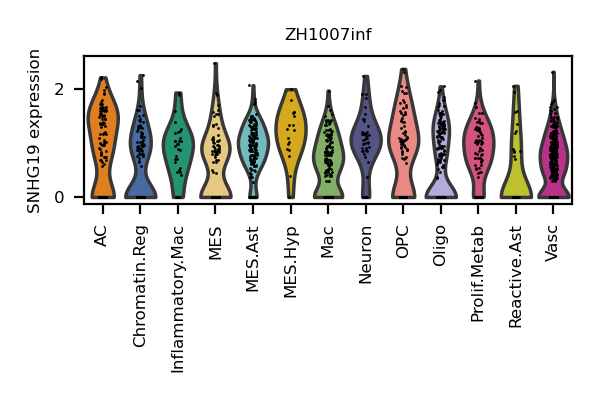 ZH1007inf
SNHG19 expression
2
0
AC
Chromatin.Reg
Inflammatory.Mac
MES
MES.Ast
MES.Hyp
Mac
Neuron
OPC
Oligo
Prolif.Metab
Reactive.Ast
Vasc